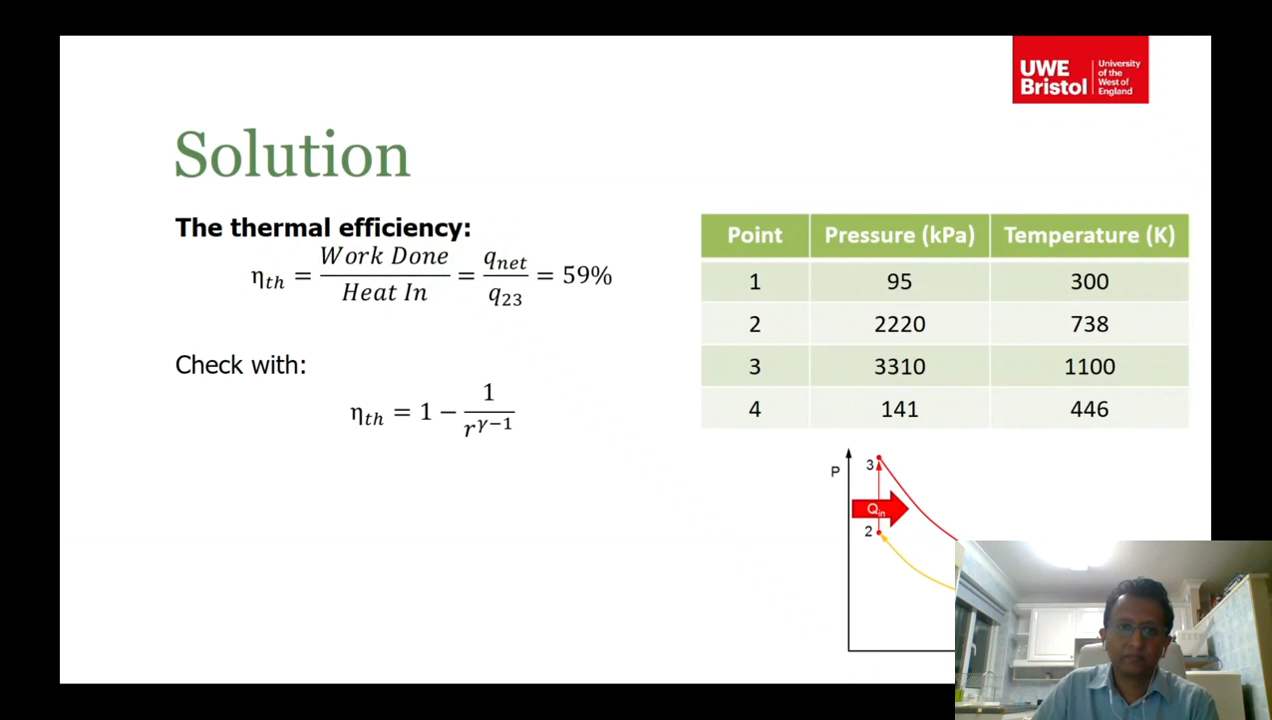 UWE Bristol
University of the West of England
Solution
The thermal efficiency:
η_th = Work Done / Heat In = q_net / q_23 = 59%
Check with:
η_th = 1 − 1 / r^(γ−1)
Point Pressure (kPa) Temperature (K)
1 95 300
2 2220 738
3 3310 1100
4 141 446
P
3
Q_in
2